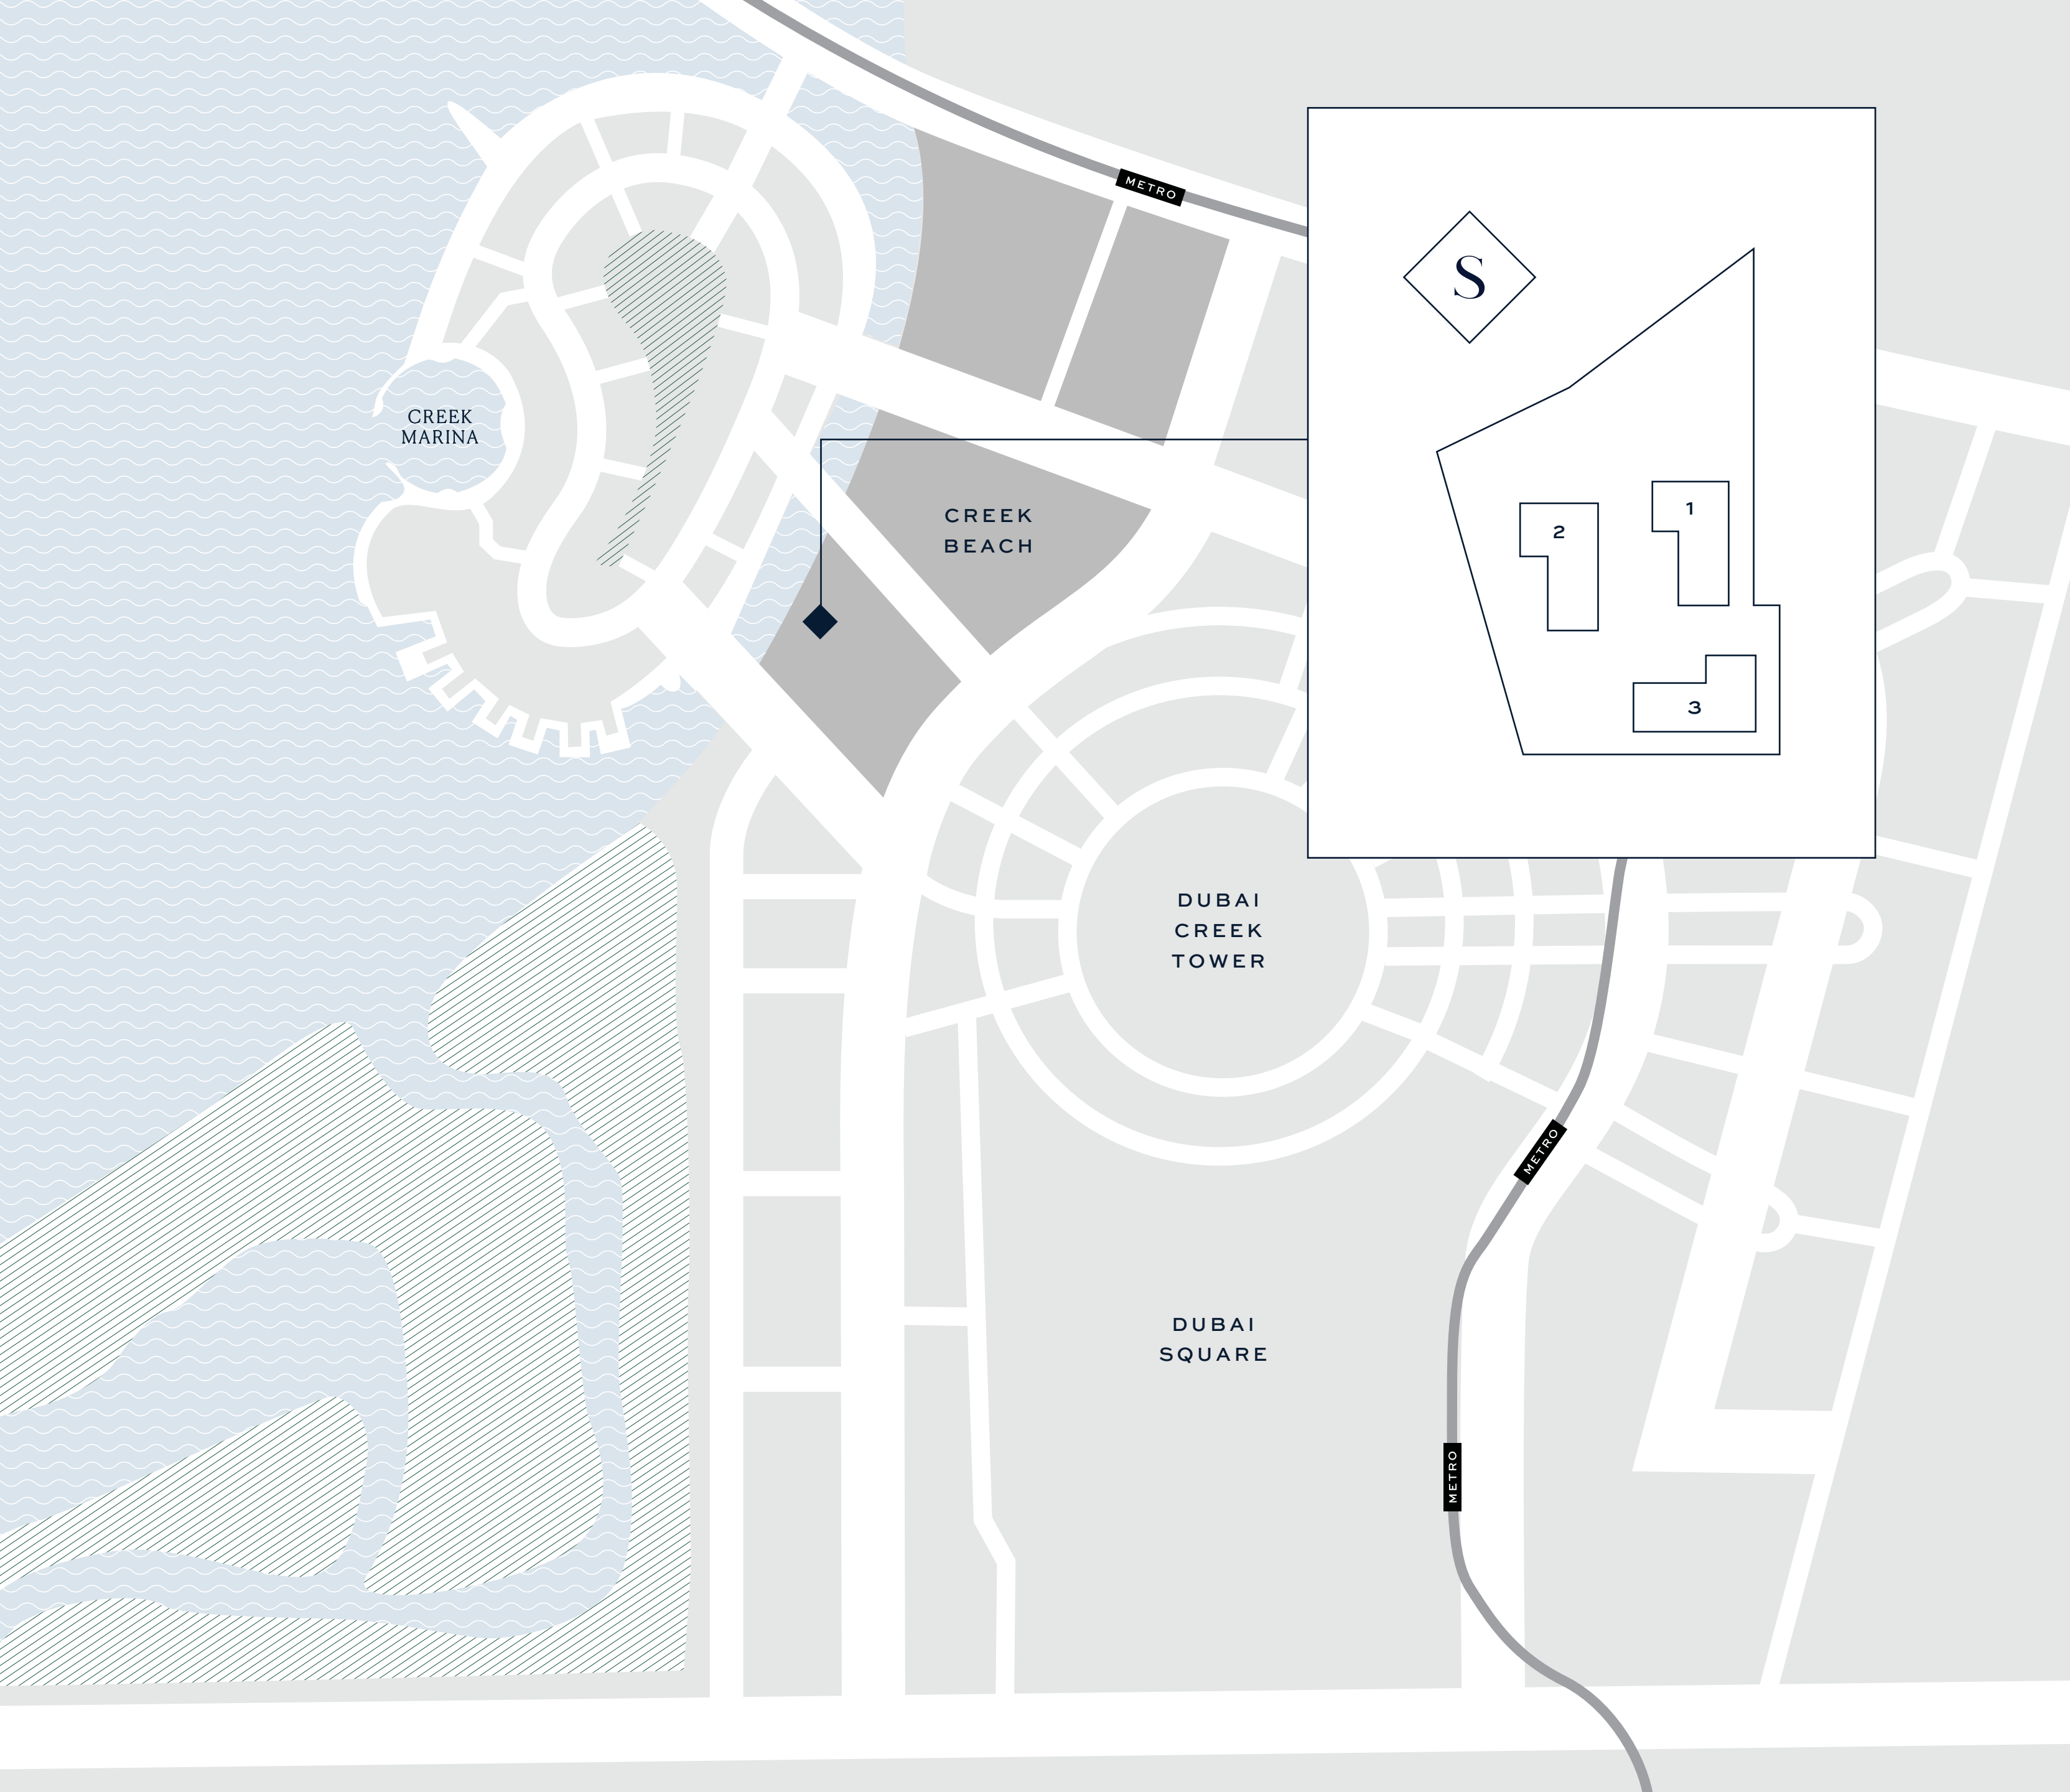 METRO
S
CREEK
MARINA
1
2
CREEK
BEACH
3
DUBAI
CREEK
TOWER
METRO
DUBAI
SQUARE
METRO